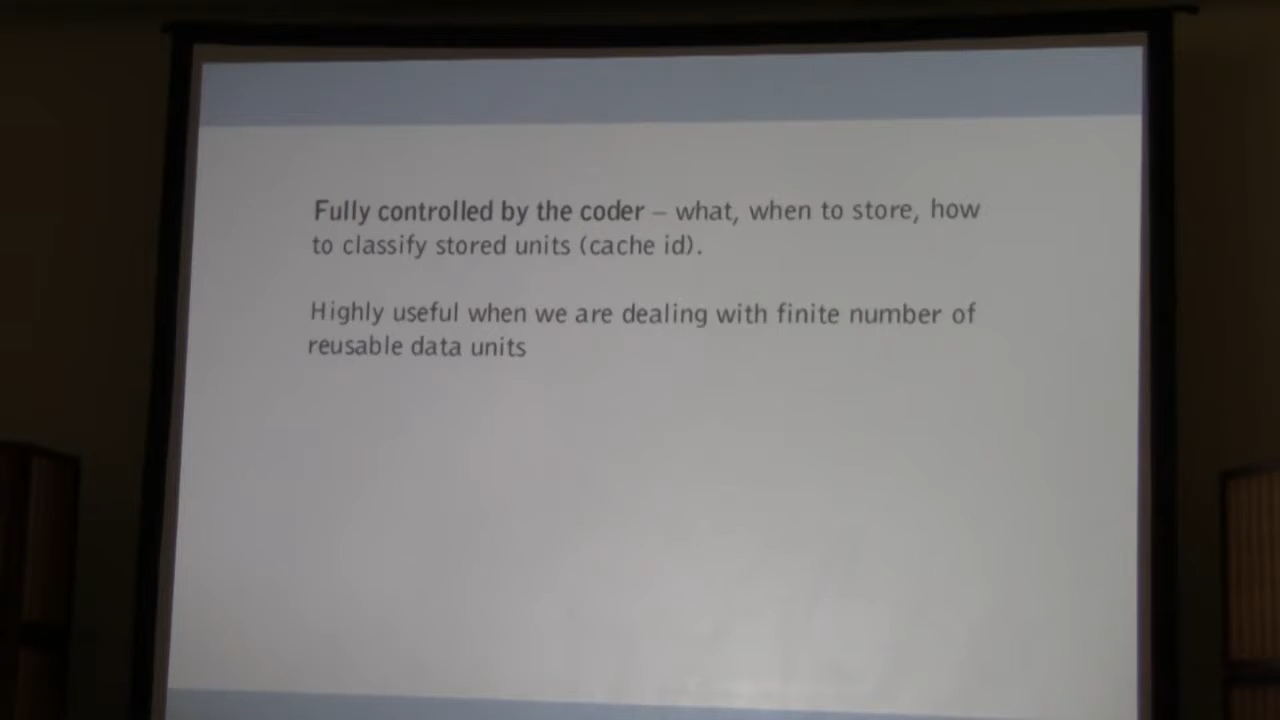 Fully controlled by the coder – what, when to store, how
to classify stored units (cache id).
Highly useful when we are dealing with finite number of
reusable data units